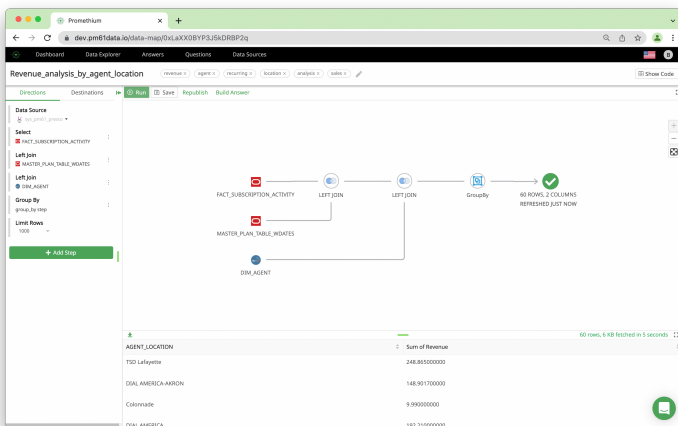 Promethium
dev.pm61data.io/data-map/0xLaXX0BYP3J5kDRBP2q
Dashboard Data Explorer Answers Questions Data Sources
Revenue_analysis_by_agent_location revenue × agent × recurring × location × analysis × sales × Show Code
Directions Destinations Run Save Republish Build Answer
Data Source
Select
FACT_SUBSCRIPTION_ACTIVITY
Left Join
MASTER_PLAN_TABLE_WDATES
Left Join
DIM_AGENT
Group By
group_by step
Limit Rows
1000
+ Add Step
FACT_SUBSCRIPTION_ACTIVITY LEFT JOIN LEFT JOIN GroupBy 60 ROWS, 2 COLUMNS
REFRESHED JUST NOW
MASTER_PLAN_TABLE_WDATES
DIM_AGENT
60 rows, 6 KB fetched in 5 seconds
AGENT_LOCATION Sum of Revenue
TSD Lafayette 248.865000000
DIAL AMERICA-AKRON 148.901700000
Colonnade 9.990000000
DIAL AMERICA 192.210000000